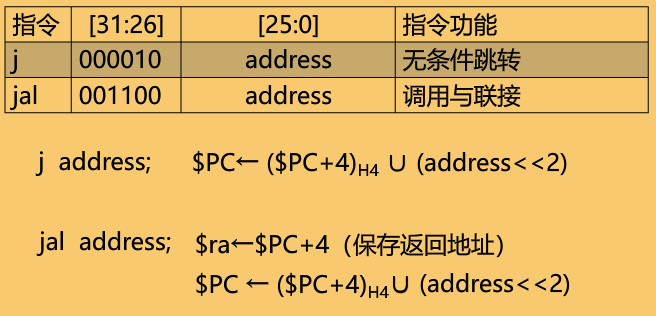 指令 [31:26] [25:0] 指令功能
j 000010 address 无条件跳转
jal 001100 address 调用与联接
j address; $PC← ($PC+4)H4 ∪ (address<<2)
jal address; $ra←$PC+4（保存返回地址）
$PC ← ($PC+4)H4∪ (address<<2)